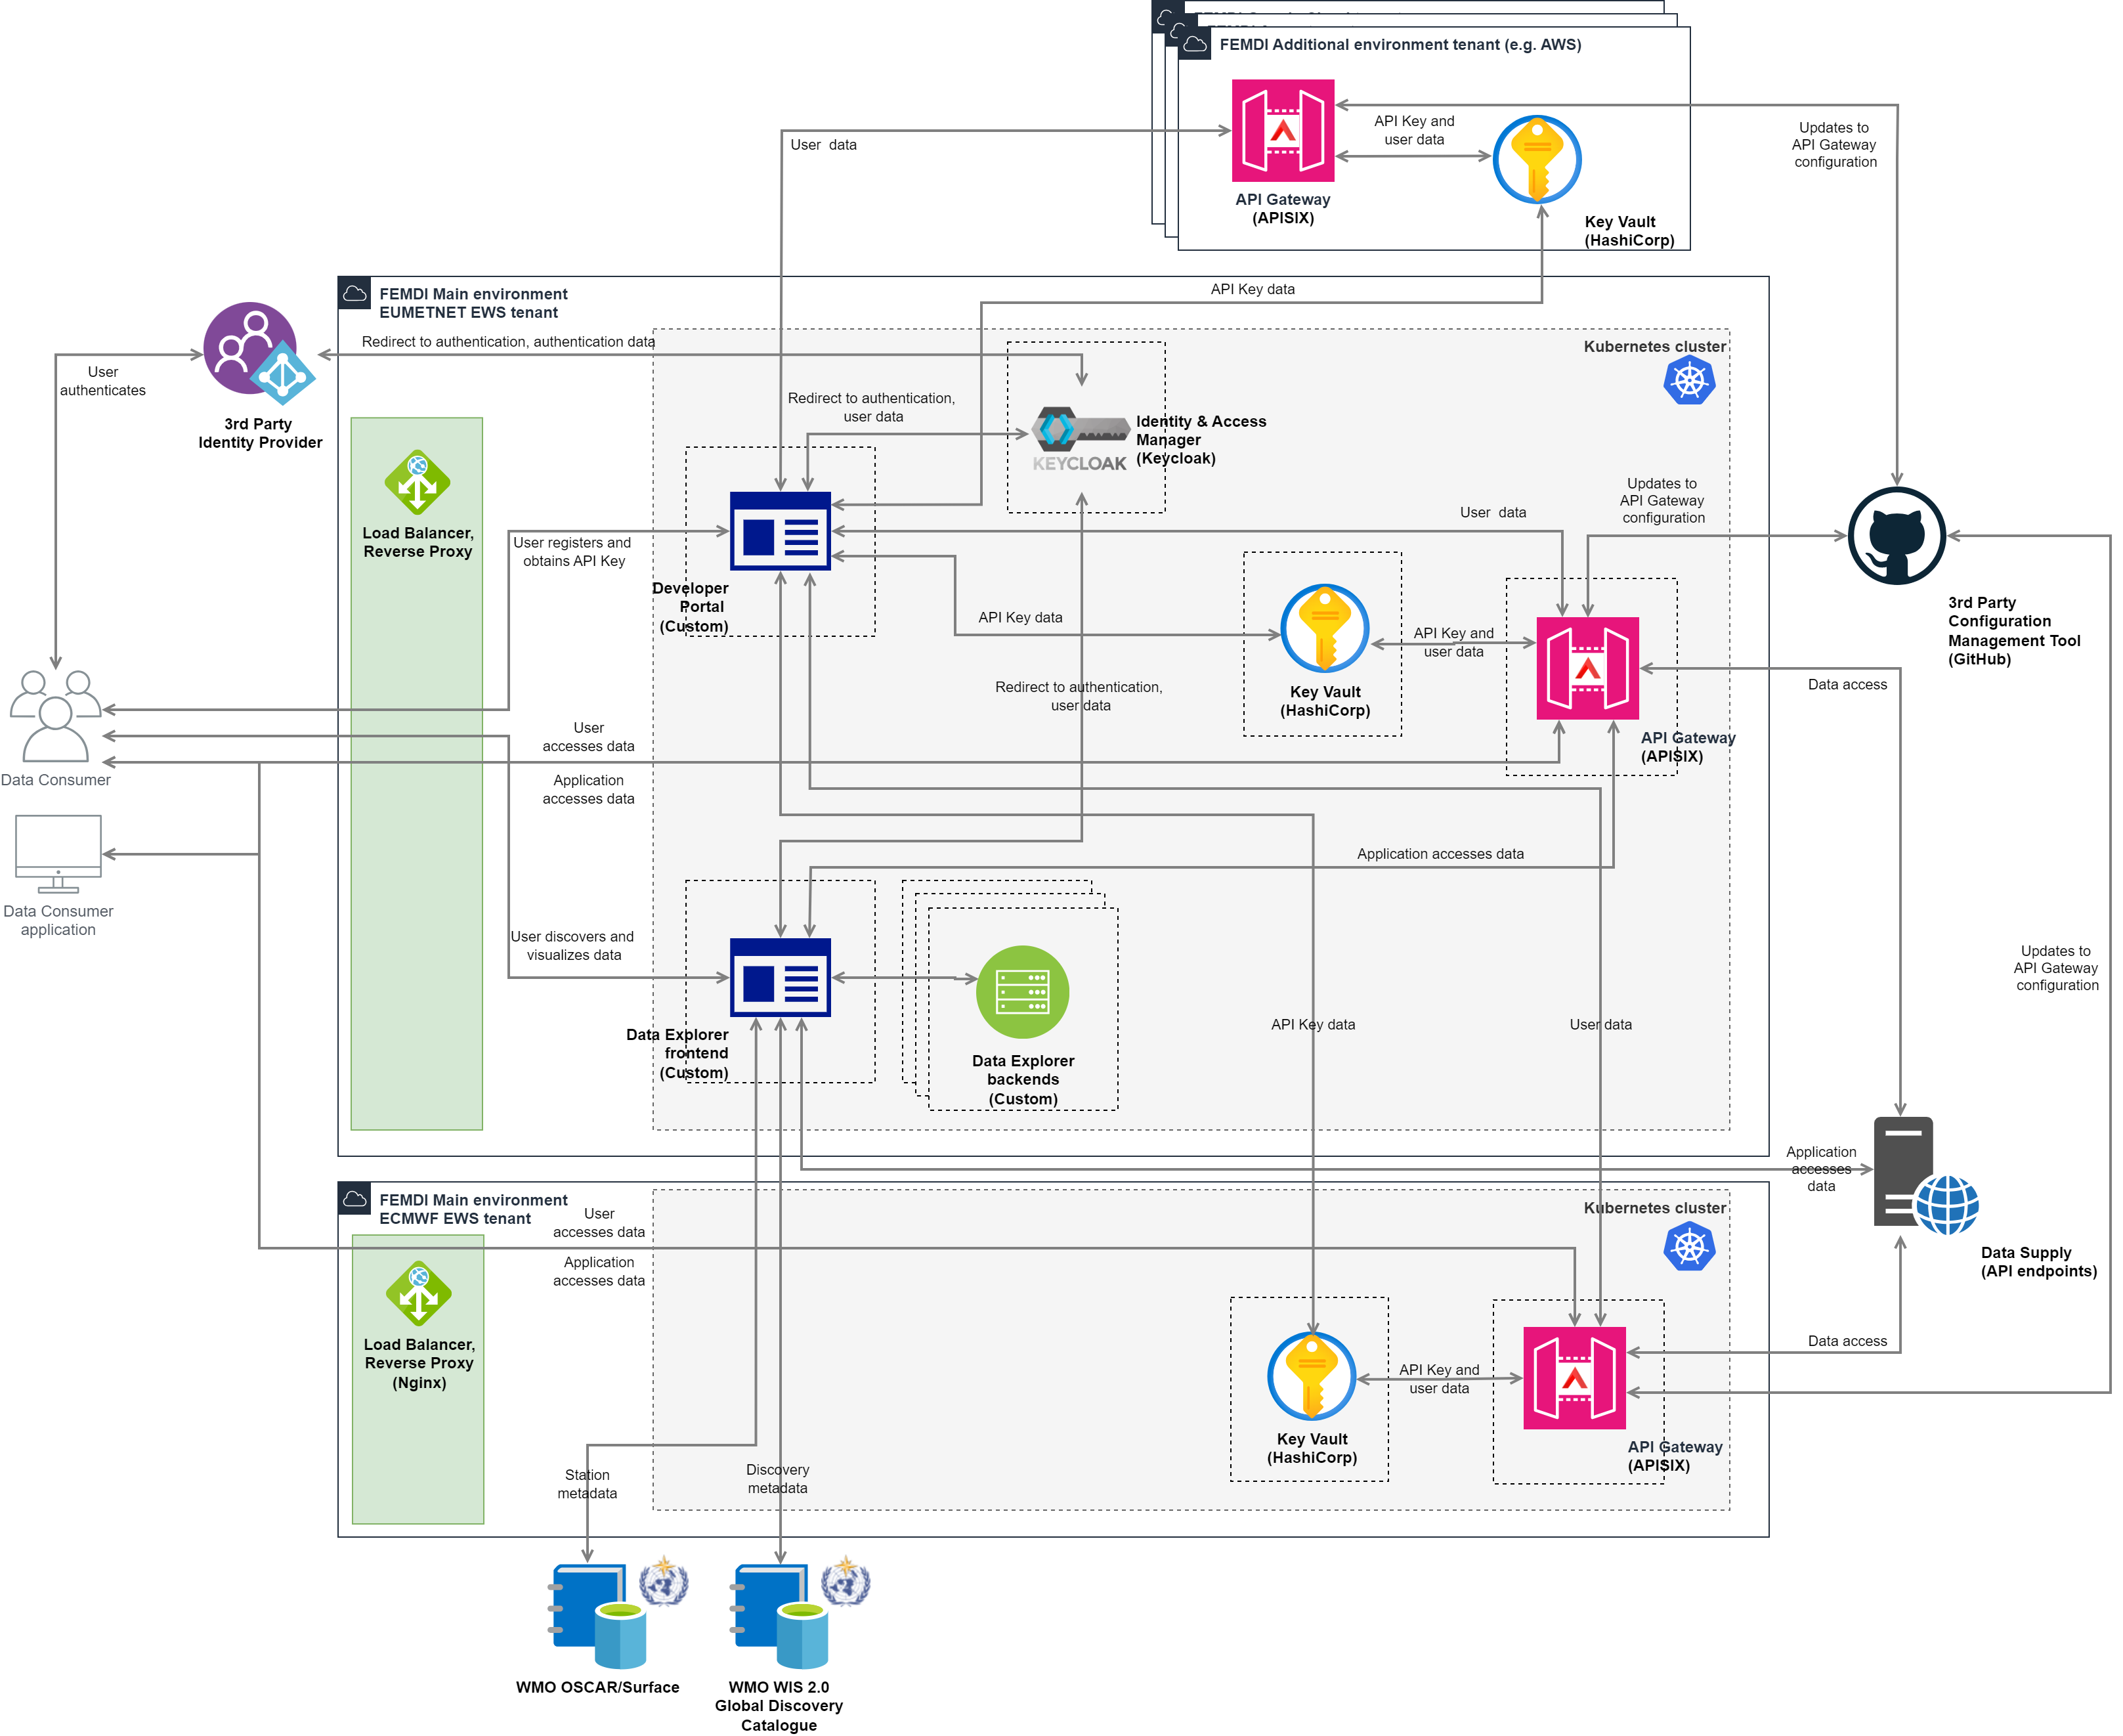 FEMDI Additional environment tenant (e.g. AWS)
API Key and
user data
Updates to
API Gateway
configuration
User data
API Gateway
(APISIX)
Key Vault
(HashiCorp)
API Key data
FEMDI Main environment
EUMETNET EWS tenant
Redirect to authentication, authentication data
Kubernetes cluster
User
authenticates
3rd Party
Identity Provider
Redirect to authentication,
user data
Identity & Access
Manager
(Keycloak)
KEYCLOAK
Load Balancer,
Reverse Proxy
User registers and
obtains API Key
Developer
Portal
(Custom)
User data
Updates to
API Gateway
configuration
API Key data
API Key and
user data
Key Vault
(HashiCorp)
API Gateway
(APISIX)
3rd Party
Configuration
Management Tool
(GitHub)
Data access
Redirect to authentication,
user data
User
accesses data
Application
accesses data
Data Consumer
Data Consumer
application
Application accesses data
User discovers and
visualizes data
Data Explorer
frontend
(Custom)
Data Explorer
backends
(Custom)
API Key data
User data
Updates to
API Gateway
configuration
Application
accesses
data
Data Supply
(API endpoints)
FEMDI Main environment
ECMWF EWS tenant
User
accesses data
Application
accesses data
Kubernetes cluster
Load Balancer,
Reverse Proxy
(Nginx)
Data access
API Key and
user data
Key Vault
(HashiCorp)
API Gateway
(APISIX)
Station
metadata
Discovery
metadata
WMO OSCAR/Surface
WMO WIS 2.0
Global Discovery
Catalogue